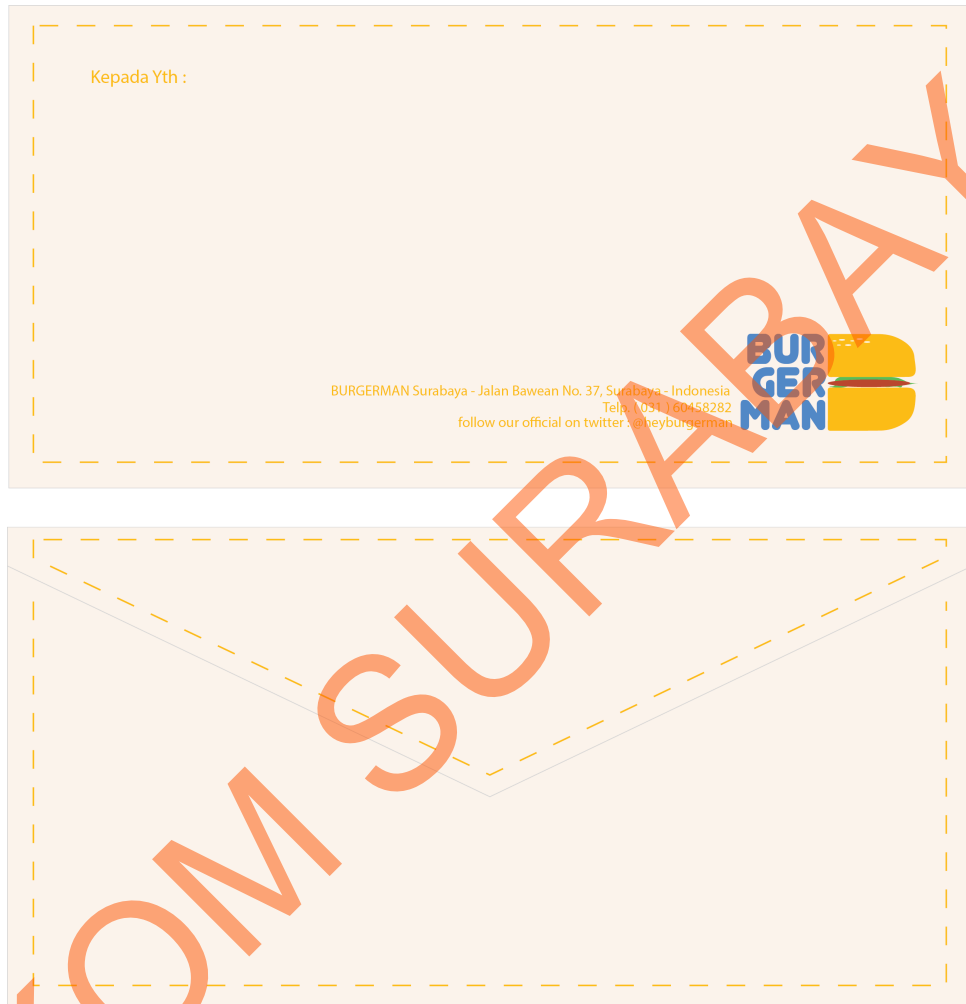 Kepada Yth :
BUR
GER
MAN
BURGERMAN Surabaya - Jalan Bawean No. 37, Surabaya - Indonesia
Telp. ( 031 ) 60458282
follow our official on twitter : @heyburgerman
OM SURABAY